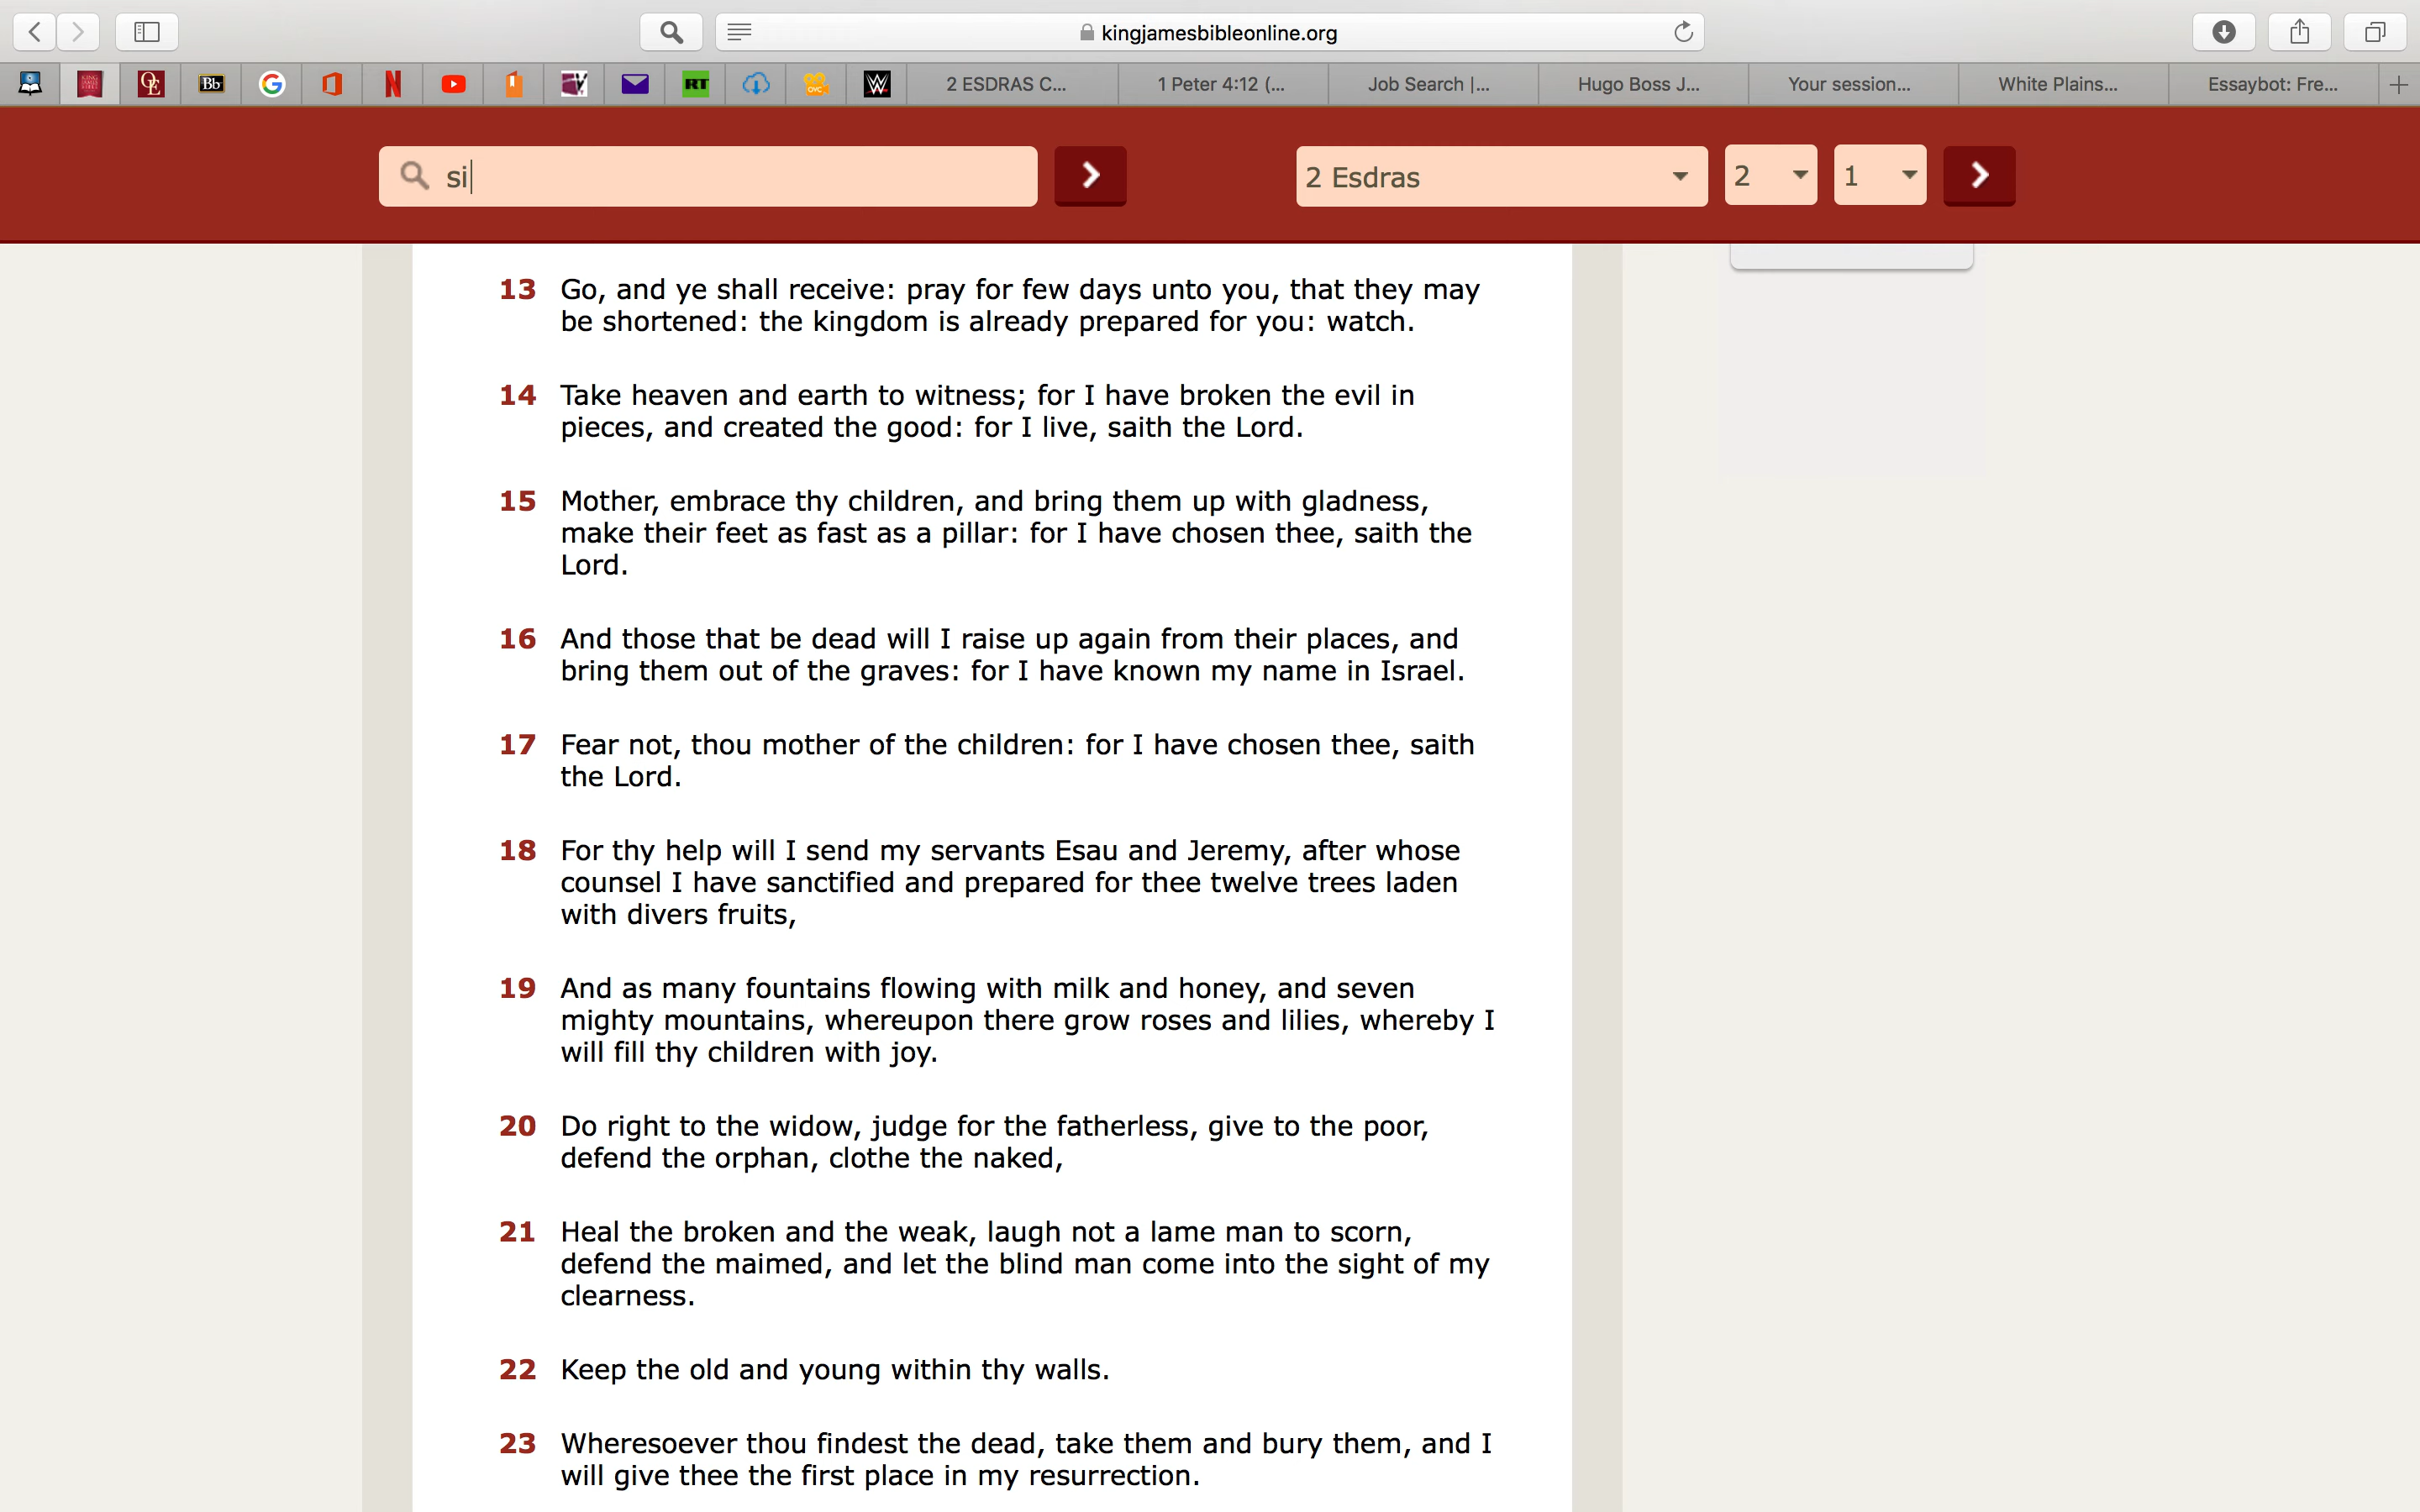 kingjamesbibleonline.org
Bb
RT
2 ESDRAS C...
1 Peter 4:12 (...
Job Search |...
Hugo Boss J...
Your session...
White Plains...
Essaybot: Fre...
si
2 Esdras
2
1
13 Go, and ye shall receive: pray for few days unto you, that they may
be shortened: the kingdom is already prepared for you: watch.
14 Take heaven and earth to witness; for I have broken the evil in
pieces, and created the good: for I live, saith the Lord.
15 Mother, embrace thy children, and bring them up with gladness,
make their feet as fast as a pillar: for I have chosen thee, saith the
Lord.
16 And those that be dead will I raise up again from their places, and
bring them out of the graves: for I have known my name in Israel.
17 Fear not, thou mother of the children: for I have chosen thee, saith
the Lord.
18 For thy help will I send my servants Esau and Jeremy, after whose
counsel I have sanctified and prepared for thee twelve trees laden
with divers fruits,
19 And as many fountains flowing with milk and honey, and seven
mighty mountains, whereupon there grow roses and lilies, whereby I
will fill thy children with joy.
20 Do right to the widow, judge for the fatherless, give to the poor,
defend the orphan, clothe the naked,
21 Heal the broken and the weak, laugh not a lame man to scorn,
defend the maimed, and let the blind man come into the sight of my
clearness.
22 Keep the old and young within thy walls.
23 Wheresoever thou findest the dead, take them and bury them, and I
will give thee the first place in my resurrection.